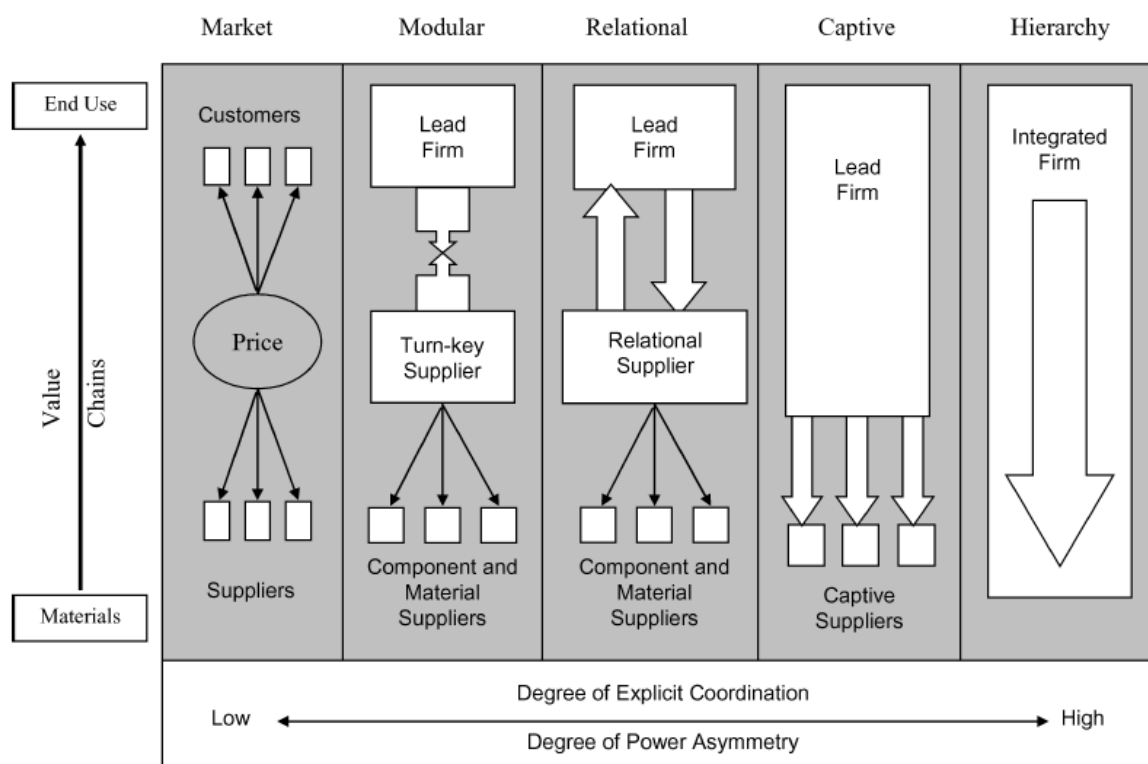 Market
Modular
Relational
Captive
Hierarchy
End Use
Value
Chains
Materials
Customers
Price
Suppliers
Lead
Firm
Turn-key
Supplier
Component and
Material
Suppliers
Lead
Firm
Relational
Supplier
Component and
Material
Suppliers
Lead
Firm
Captive
Suppliers
Integrated
Firm
Degree of Explicit Coordination
Low
High
Degree of Power Asymmetry